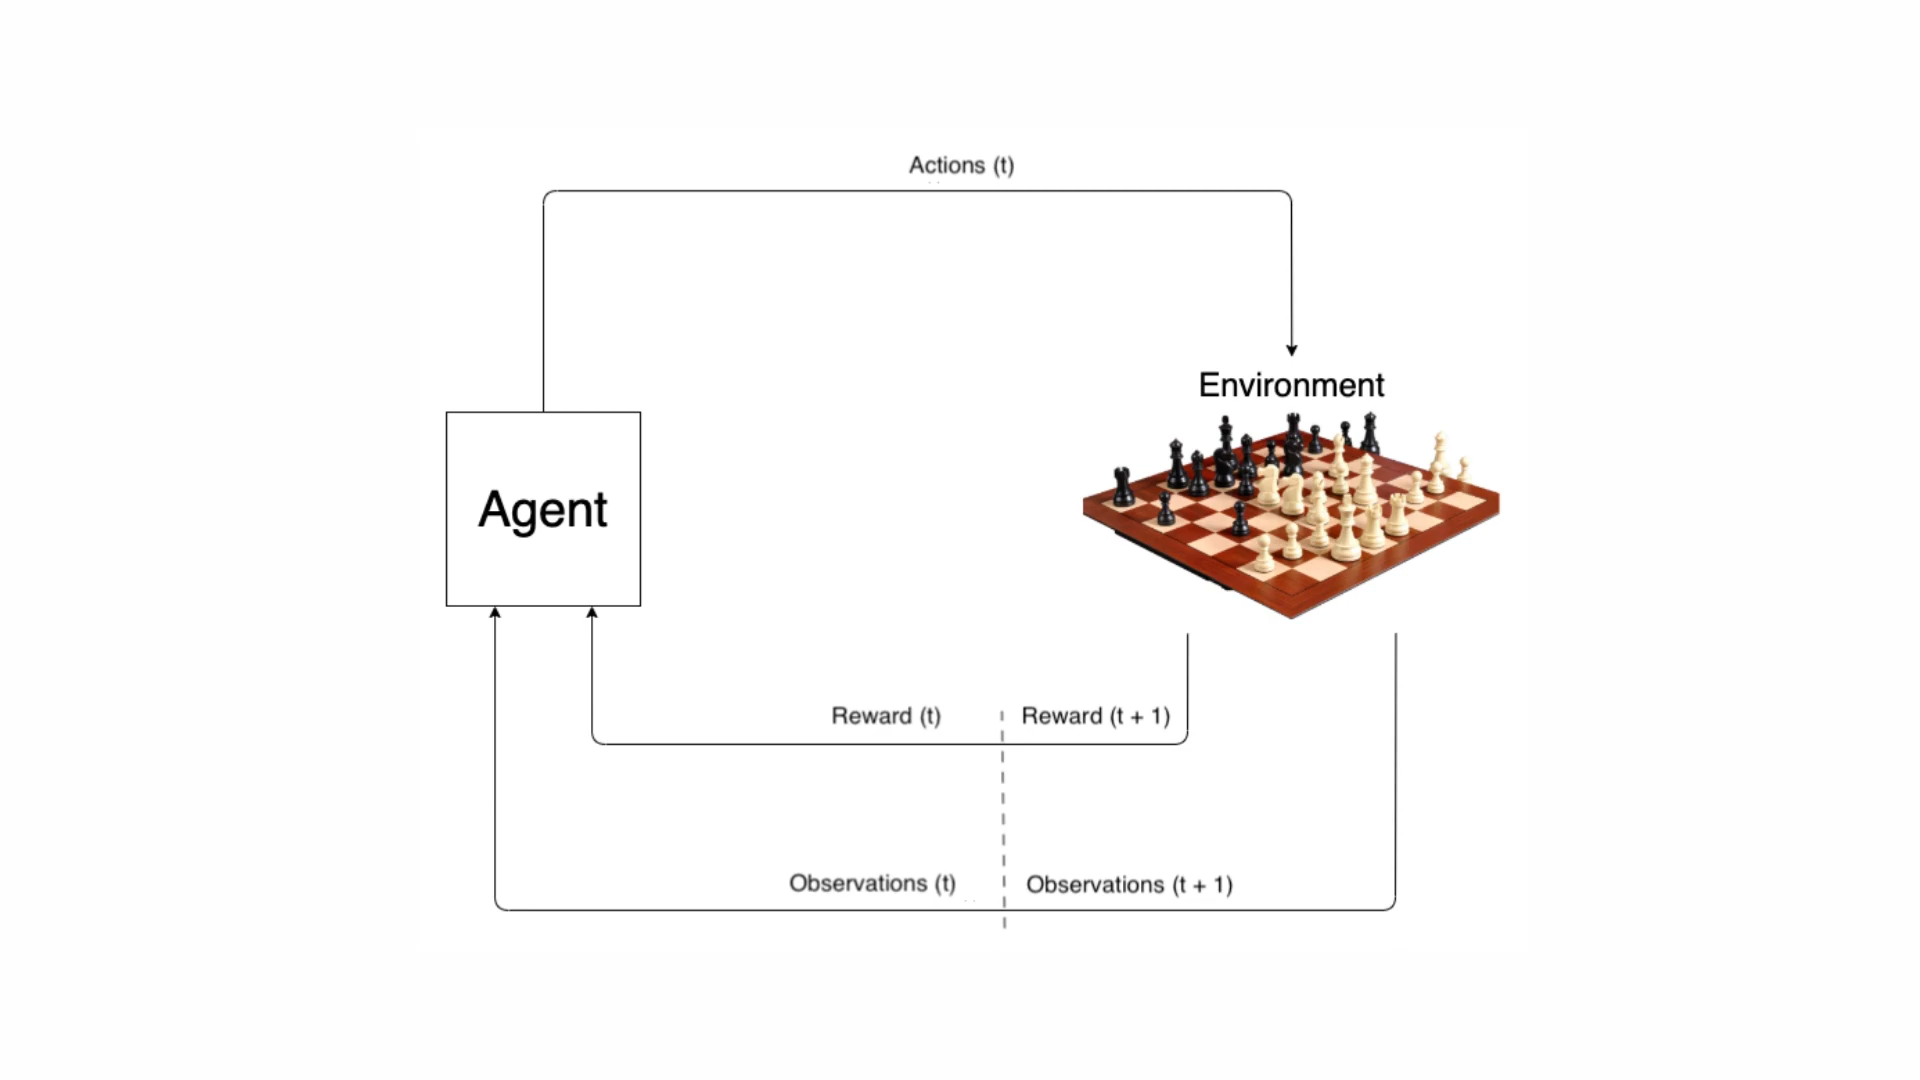 Actions (t)
Environment
Agent
Reward (t)
Reward (t + 1)
Observations (t)
Observations (t + 1)